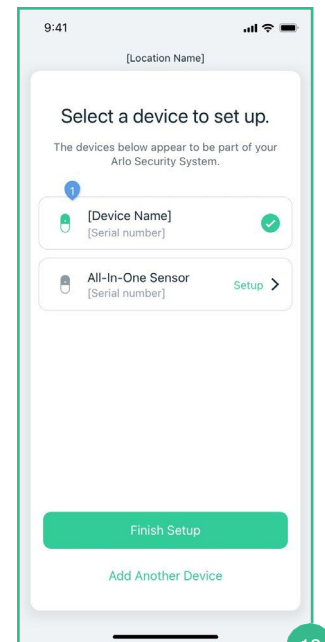 9:41
[Location Name]
Select a device to set up.
The devices below appear to be part of your
Arlo Security System.
1
[Device Name]
[Serial number]
All-In-One Sensor
[Serial number]
Setup
Finish Setup
Add Another Device